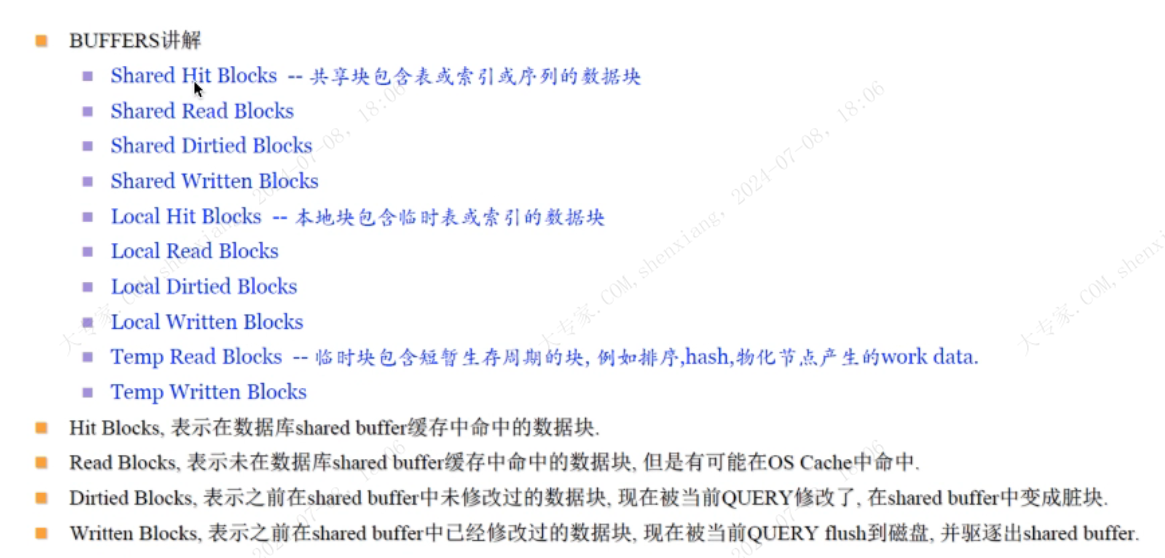 BUFFERS讲解
Shared Hit Blocks -- 共享块包含表或索引或序列的数据块
Shared Read Blocks
Shared Dirtied Blocks
Shared Written Blocks
Local Hit Blocks -- 本地块包含临时表或索引的数据块
Local Read Blocks
Local Dirtied Blocks
Local Written Blocks
Temp Read Blocks -- 临时块包含短暂生存周期的块, 例如排序,hash,物化节点产生的work data.
Temp Written Blocks
Hit Blocks, 表示在数据库shared buffer缓存中命中的数据块.
Read Blocks, 表示未在数据库shared buffer缓存中命中的数据块, 但是有可能在OS Cache中命中.
Dirtied Blocks, 表示之前在shared buffer中未修改过的数据块, 现在被当前QUERY修改了, 在shared buffer中变成脏块.
Written Blocks, 表示之前在shared buffer中已经修改过的数据块, 现在被当前QUERY flush到磁盘, 并驱逐出shared buffer.
大专家.COM,shenxiang, 2024-07-08, 18:06
大专家.COM,shenxiang, 2024-07-08, 18:06
大专家.COM,shenxi